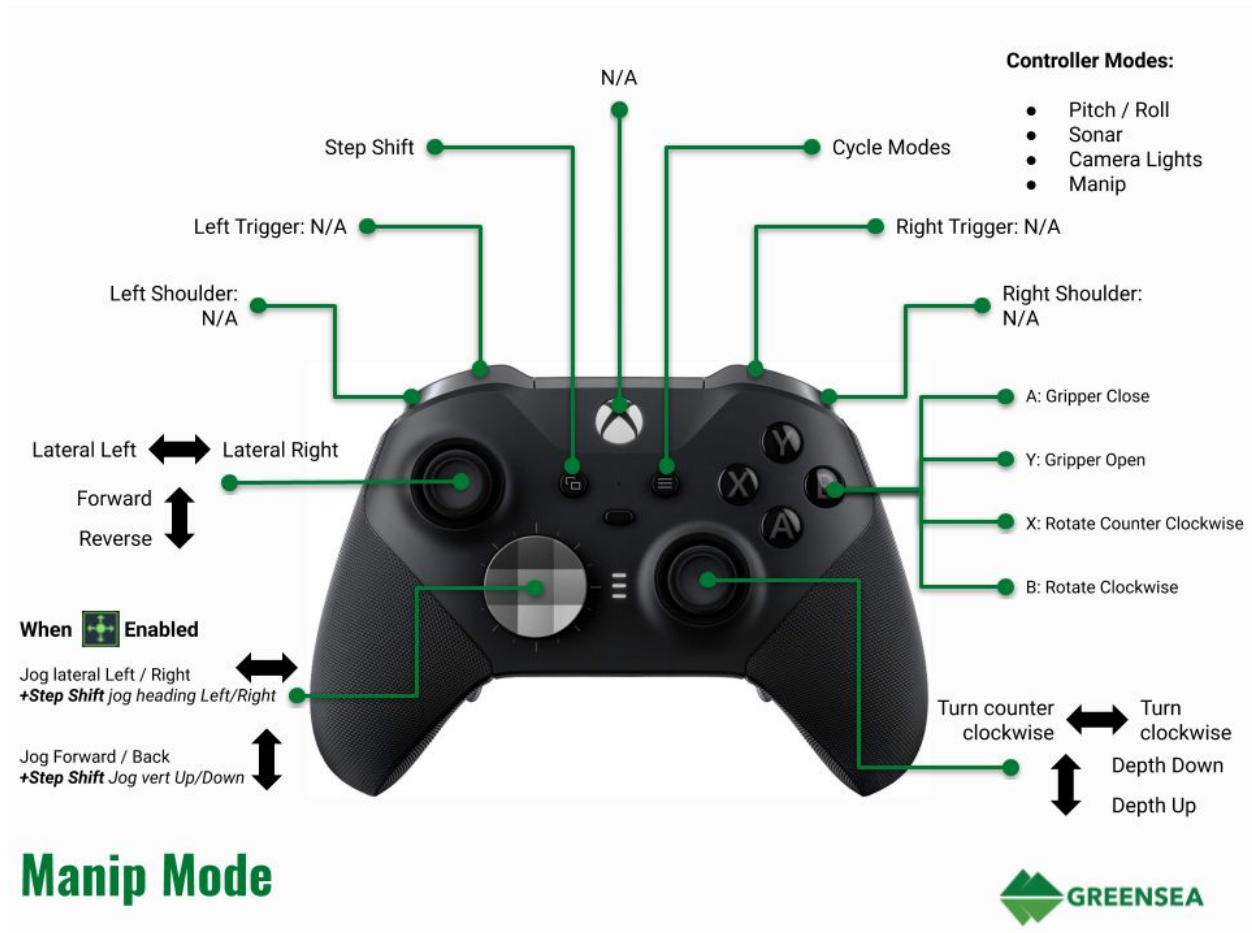 N/A
Controller Modes:
● Pitch / Roll
● Sonar
● Camera Lights
● Manip
Step Shift
Cycle Modes
Left Trigger: N/A
Right Trigger: N/A
Left Shoulder:
N/A
Right Shoulder:
N/A
A: Gripper Close
Y: Gripper Open
X: Rotate Counter Clockwise
B: Rotate Clockwise
Lateral Left
Lateral Right
Forward
Reverse
Y
X
B
A
When Enabled
Jog lateral Left / Right
+Step Shift jog heading Left/Right
Jog Forward / Back
+Step Shift Jog vert Up/Down
Turn counter
clockwise
Turn
clockwise
Depth Down
Depth Up
Manip Mode
GREENSEA